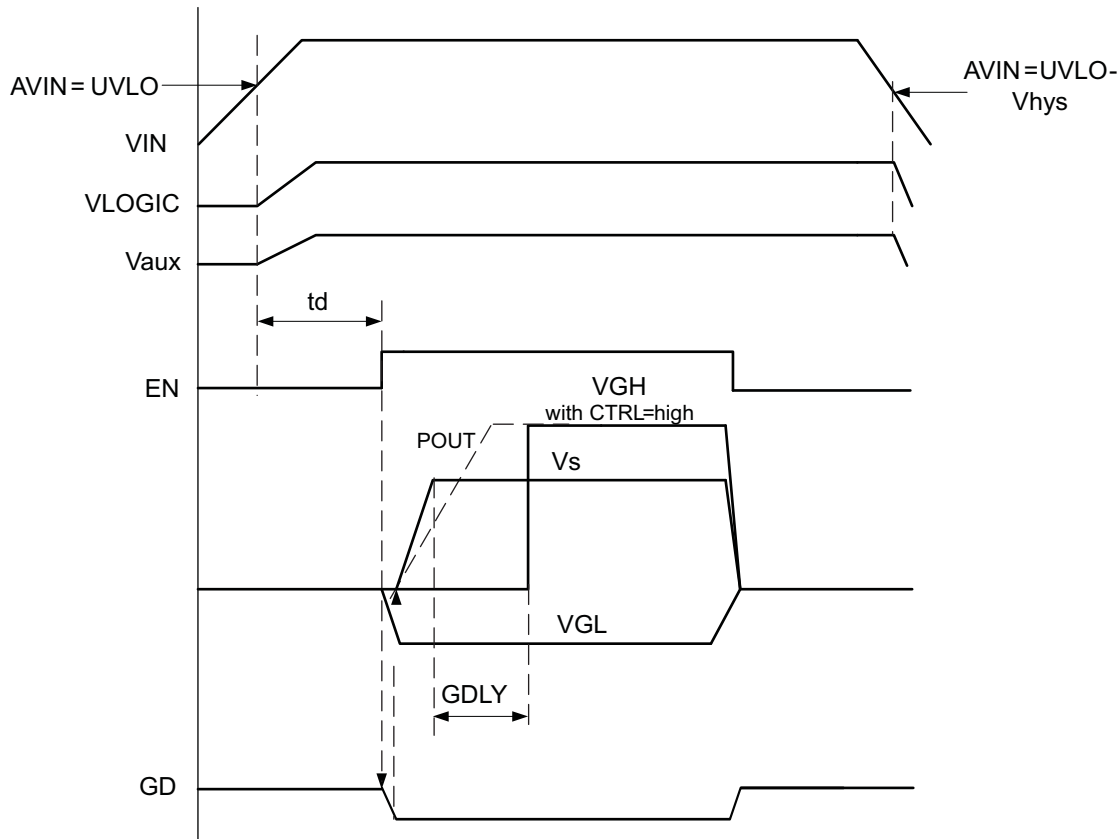 AVIN = UVLO
AVIN = UVLO-
Vhys
VIN
VLOGIC
Vaux
td
EN
VGH
with CTRL=high
POUT
Vs
VGL
GDLY
GD